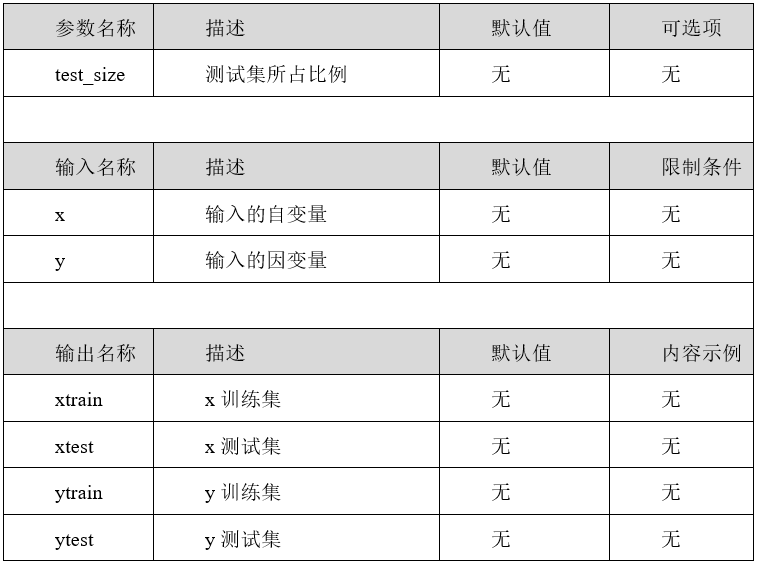 参数名称 描述 默认值 可选项
test_size 测试集所占比例 无 无
输入名称 描述 默认值 限制条件
x 输入的自变量 无 无
y 输入的因变量 无 无
输出名称 描述 默认值 内容示例
xtrain x 训练集 无 无
xtest x 测试集 无 无
ytrain y 训练集 无 无
ytest y 测试集 无 无